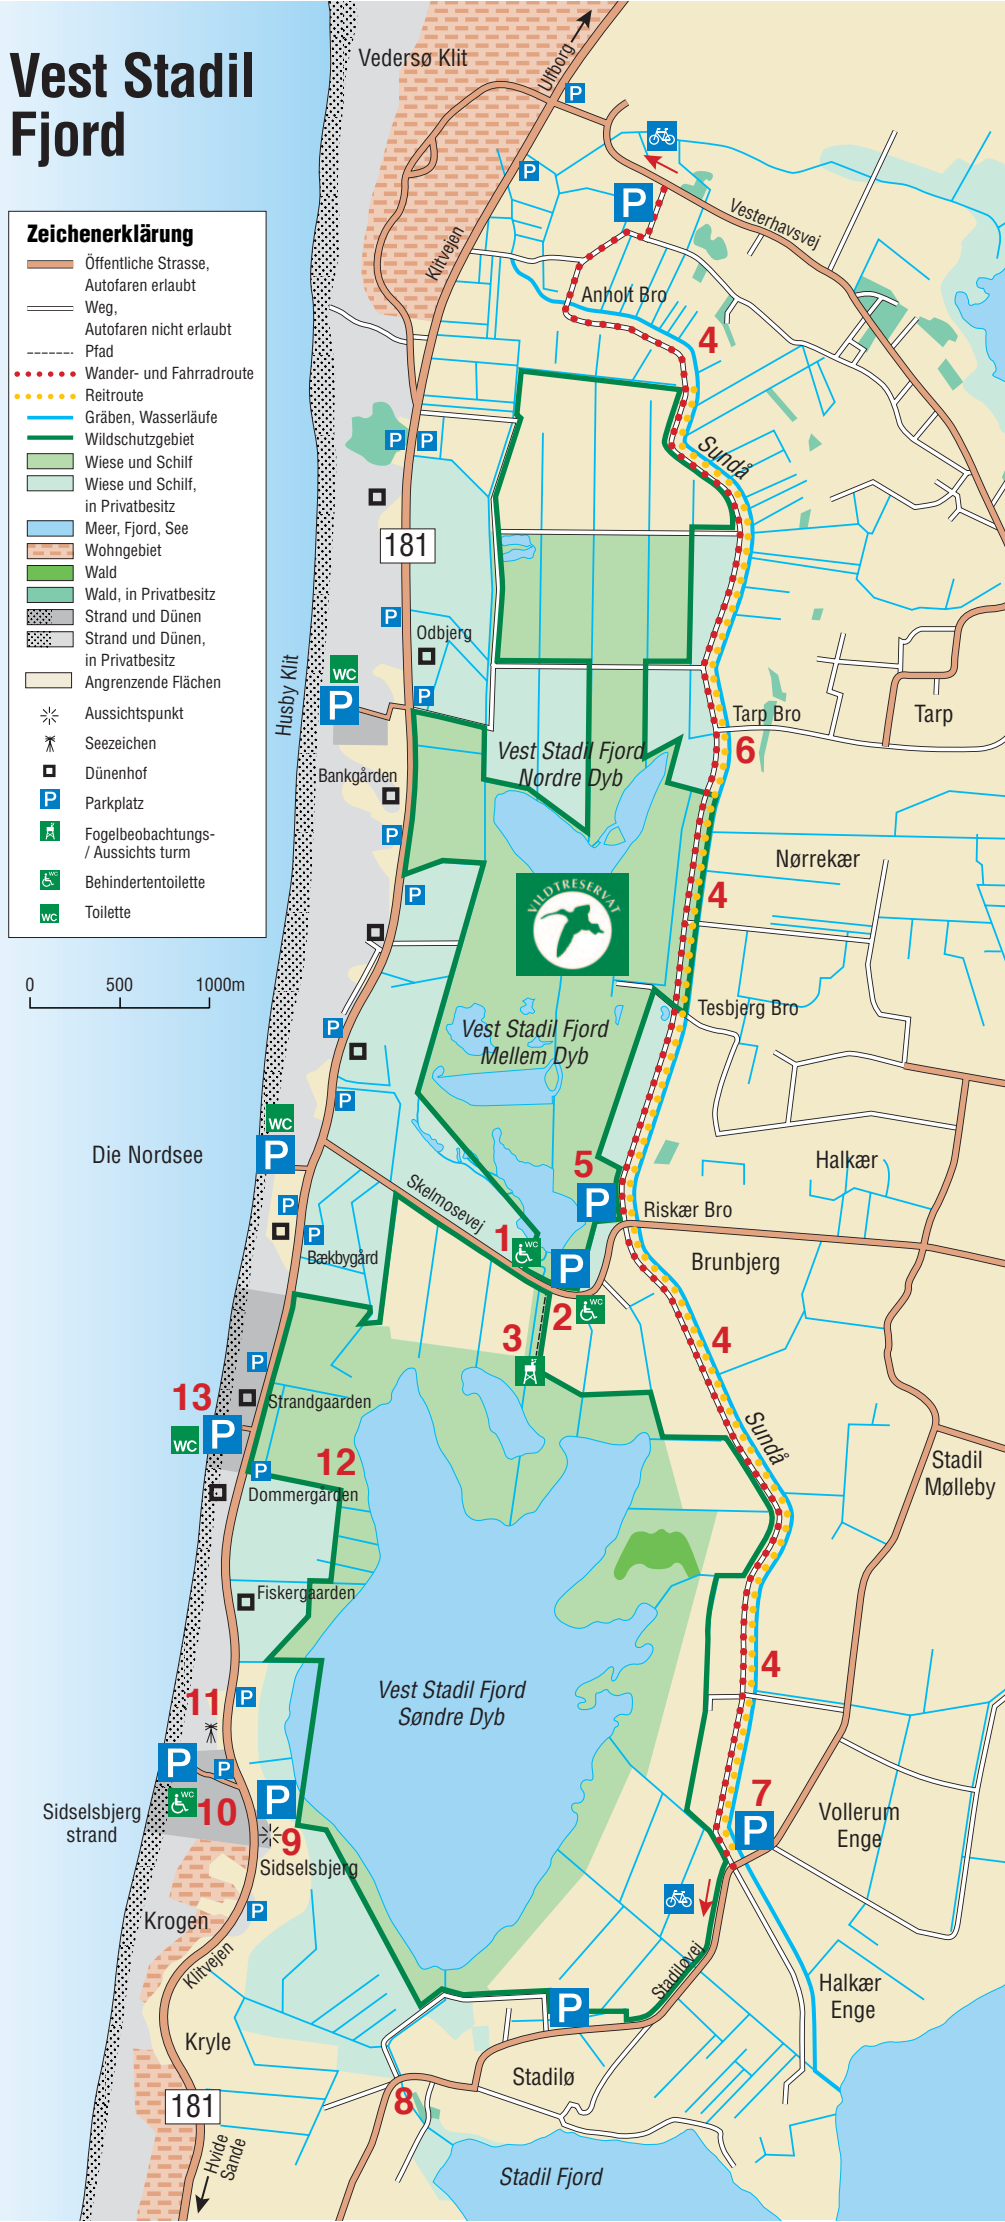 Vest Stadil
Fjord
Zeichenerklärung
Öffentliche Strasse,
Autofaren erlaubt
Weg,
Autofaren nicht erlaubt
Pfad
Wander- und Fahrradroute
Reitroute
Gräben, Wasserläufe
Wildschutzgebiet
Wiese und Schilf
Wiese und Schilf,
in Privatbesitz
Meer, Fjord, See
Wohngebiet
Wald
Wald, in Privatbesitz
Strand und Dünen
Strand und Dünen,
in Privatbesitz
Angrenzende Flächen
Aussichtspunkt
Seezeichen
Dünenhof
P Parkplatz
Fogelbeobachtungs-
/ Aussichts turm
WC Behindertentoilette
WC Toilette
0 500 1000m
Vedersø Klit
Ulfborg
P
P
P
Vesterhavsvej
Klitvejen
Anholt Bro
4
P P
Sundå
181
P
Odbjerg
WC
P
P
Husby Klit
Tarp Bro
Tarp
6
Vest Stadil Fjord
Nordre Dyb
Bankgården
P
Nørrekær
P
4
VILDTRESERVAT
Tesbjerg Bro
P
Vest Stadil Fjord
Mellem Dyb
P
WC
P
Die Nordsee
5
Halkær
P
Skelmosevej
P
Riskær Bro
P
1
WC
Bækbygård
P
Brunbjerg
2
WC
3
4
P
13
Strandgaarden
WC
P
Sundå
12
P
Dommergården
Stadil
Mølleby
Fiskergaarden
4
Vest Stadil Fjord
Søndre Dyb
11
P
P
P
WC
10
P
9
Sidselsbjerg
strand
Sidselsbjerg
7
P
Vollerum
Enge
P
Krogen
Klitvejen
Stadiløvej
Halkær
Enge
P
Kryle
Stadilø
8
181
Hvide
Sande
Stadil Fjord